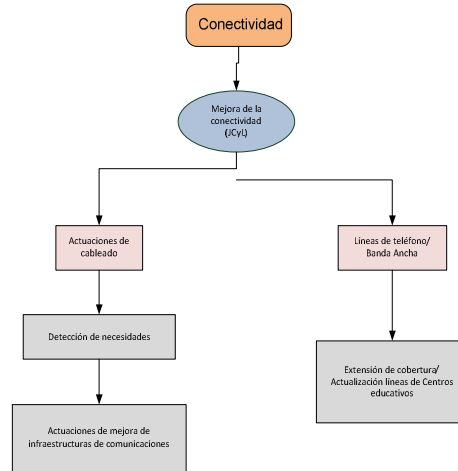 Conectividad
Mejora de la
conectividad
(JCyL)
Actuaciones de
cableado
Líneas de teléfono/
Banda Ancha
Detección de necesidades
Extensión de cobertura/
Actualización líneas de Centros
educativos
Actuaciones de mejora de
infraestructuras de comunicaciones